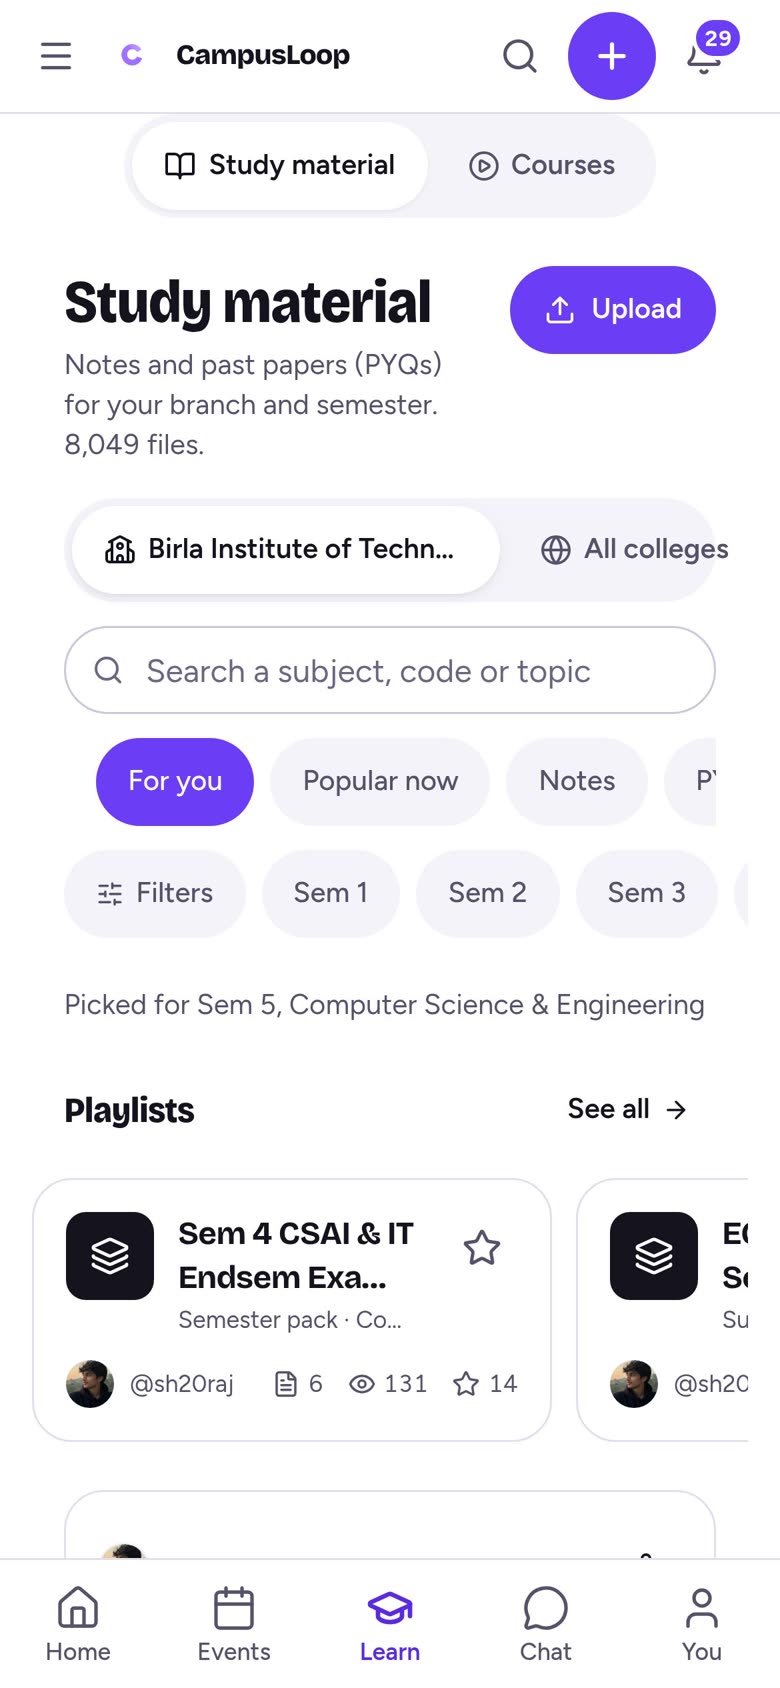 C CampusLoop 29
Study material Courses
Study material
Upload
Notes and past papers (PYQs)
for your branch and semester.
8,049 files.
Birla Institute of Techn... All colleges
Search a subject, code or topic
For you Popular now Notes
Filters Sem 1 Sem 2 Sem 3
Picked for Sem 5, Computer Science & Engineering
Playlists See all →
Sem 4 CSAI & IT
Endsem Exa...
Semester pack · Co...
@sh20raj 6 131 14
Su
@sh20
Home Events Learn Chat You